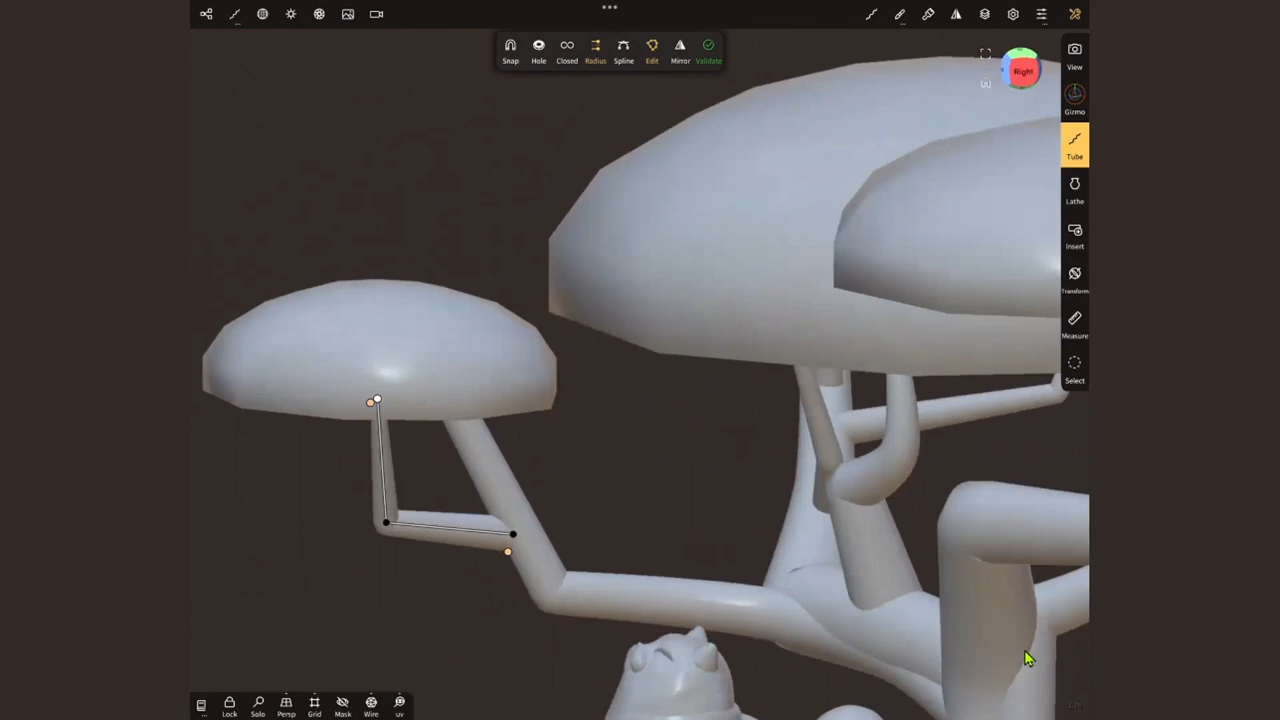 Snap Hole Closed Radius Spline Edit Mirror Validate
Right
View
Gizmo
Tube
Lathe
Insert
Transform
Measure
Select
Lock Solo Persp Grid Mask Wire uv